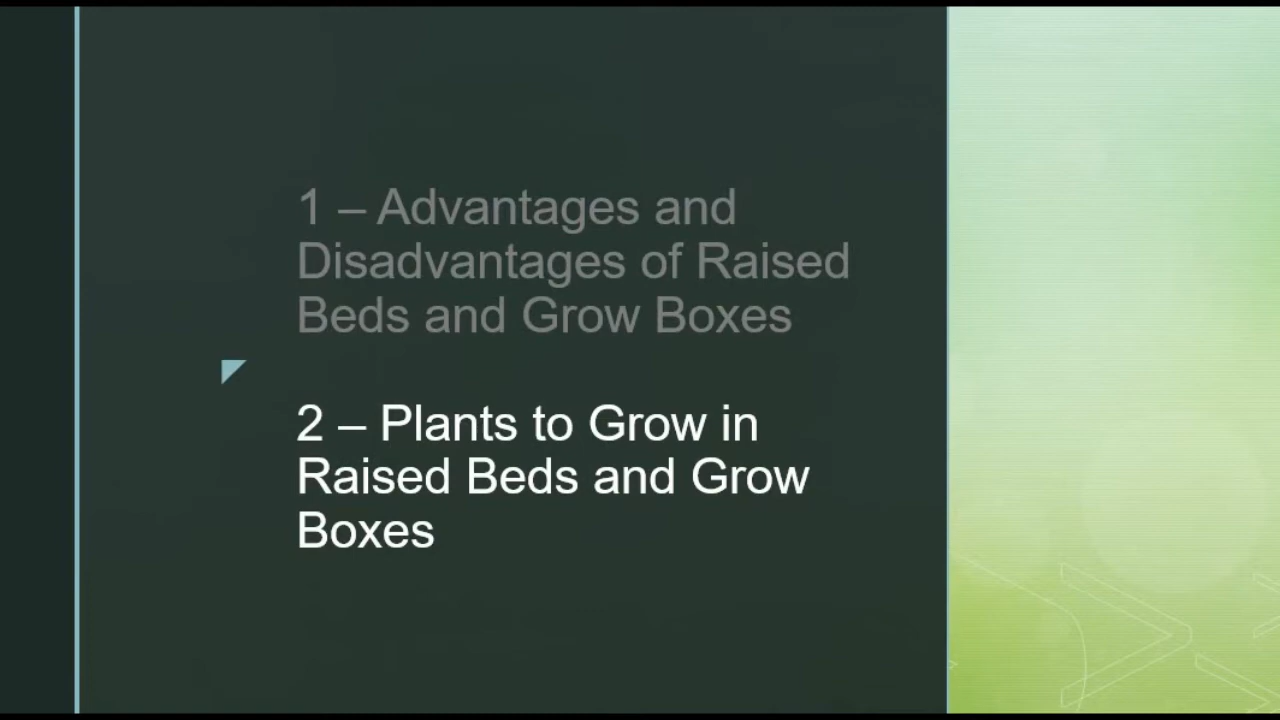 1 – Advantages and
Disadvantages of Raised
Beds and Grow Boxes
2 – Plants to Grow in
Raised Beds and Grow
Boxes